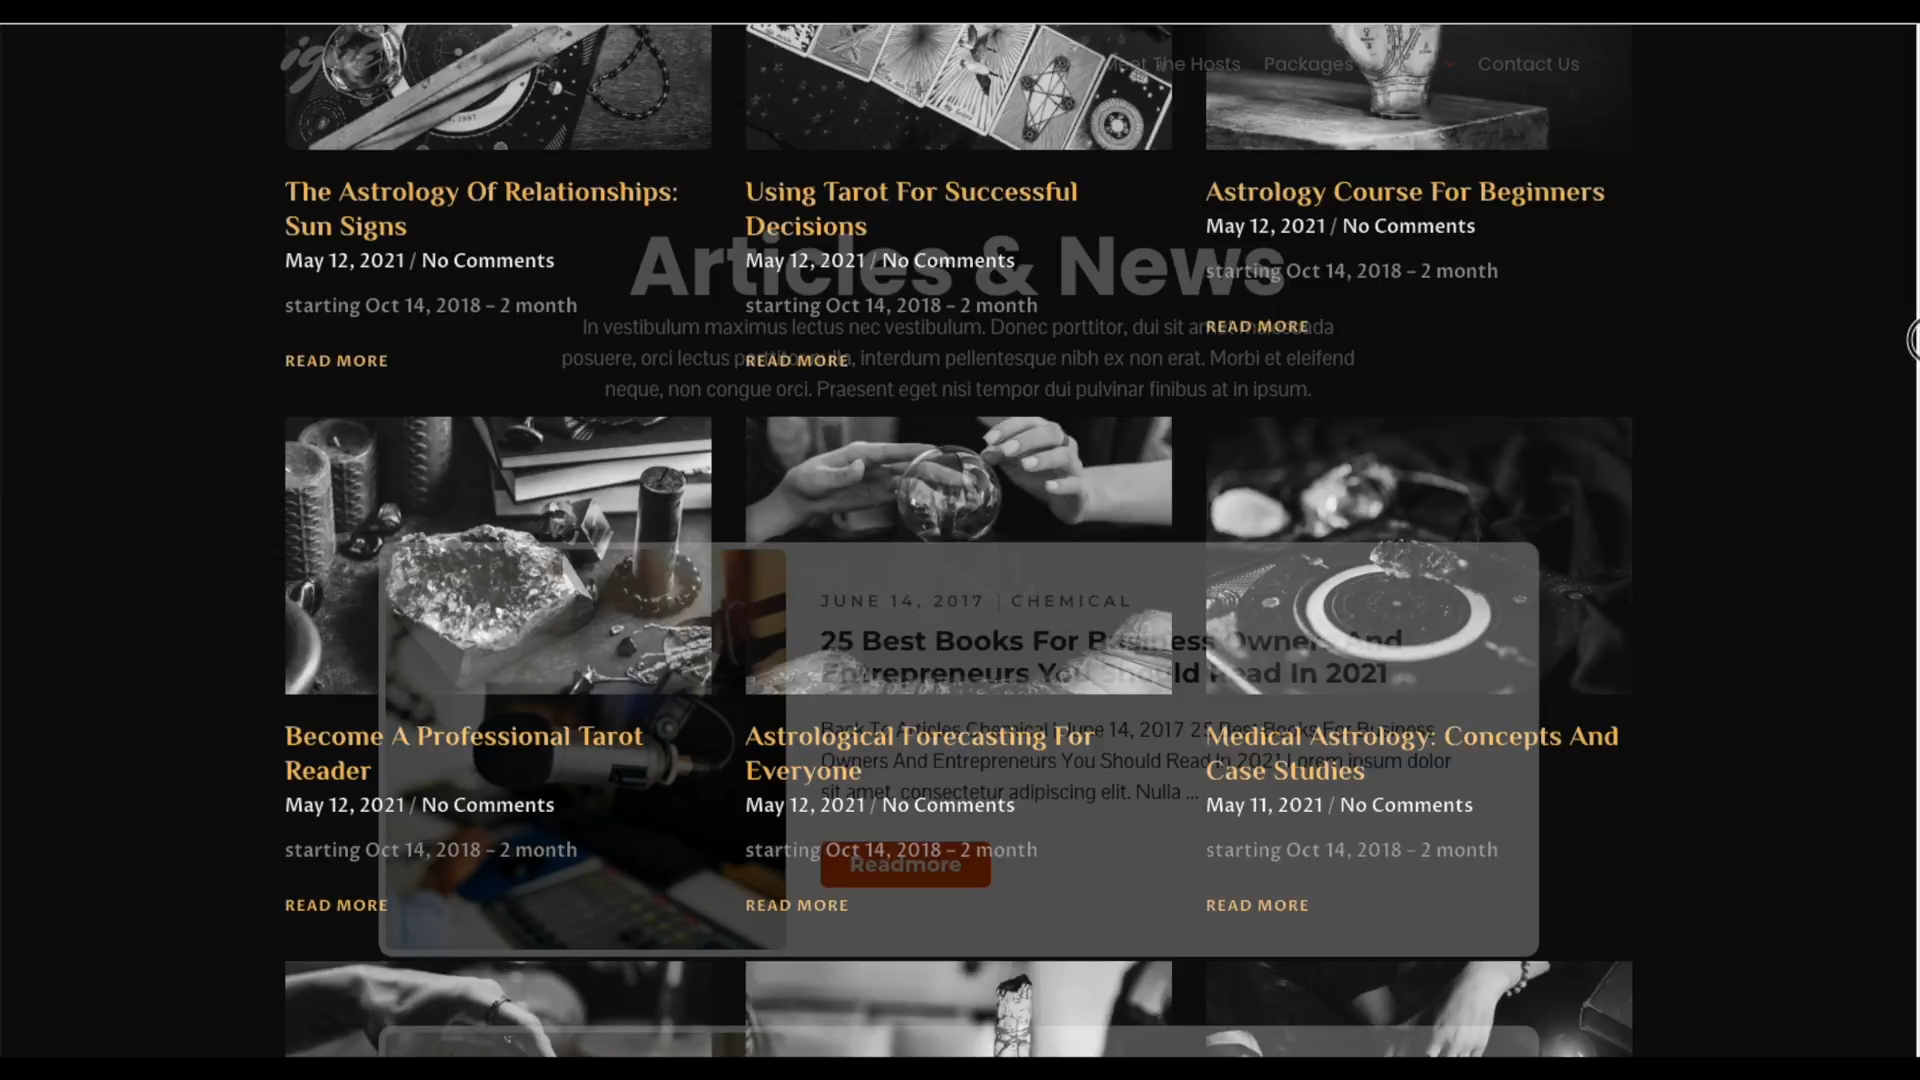 The Hosts
Packages
Contact Us
The Astrology Of Relationships:
Sun Signs
May 12, 2021 / No Comments
starting Oct 14, 2018 – 2 month
READ MORE
Using Tarot For Successful
Decisions
May 12, 2021 / No Comments
starting Oct 14, 2018 – 2 month
READ MORE
Astrology Course For Beginners
May 12, 2021 / No Comments
starting Oct 14, 2018 – 2 month
READ MORE
Articles & News
In vestibulum maximus lectus nec vestibulum. Donec porttitor, dui sit
posuere, orci lectus interdum pellentesque nibh ex non erat. Morbi et eleifend
neque, non congue orci. Praesent eget nisi tempor dui pulvinar finibus at in ipsum.
Become A Professional Tarot
Reader
May 12, 2021 / No Comments
starting Oct 14, 2018 – 2 month
READ MORE
Astrological Forecasting For
Everyone
May 12, 2021 / No Comments
starting Oct 14, 2018 – 2 month
READ MORE
Medical Astrology: Concepts And
Case Studies
May 11, 2021 / No Comments
starting Oct 14, 2018 – 2 month
READ MORE
JUNE 14, 2017 | CHEMICAL
25 Best Books For Business Owners And
Entrepreneurs You Should Read In 2021
Back To Articles Chemical | June 14, 2017 25 Best Books For Business
Owners And Entrepreneurs You Should Read In 2021 Lorem ipsum dolor
sit amet, consectetur adipiscing elit. Nulla ...
Readmore